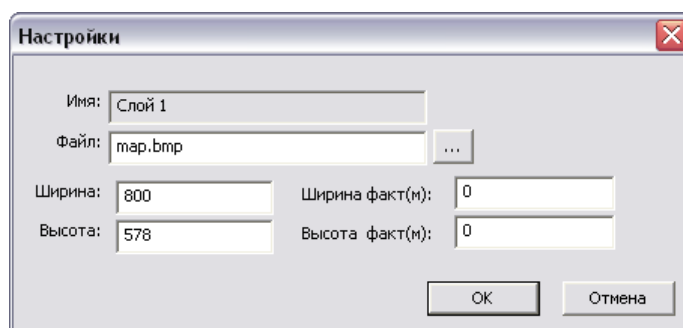 Настройки
Имя: Слой 1
Файл: map.bmp ...
Ширина: 800 Ширина факт(м): 0
Высота: 578 Высота факт(м): 0
OK Отмена